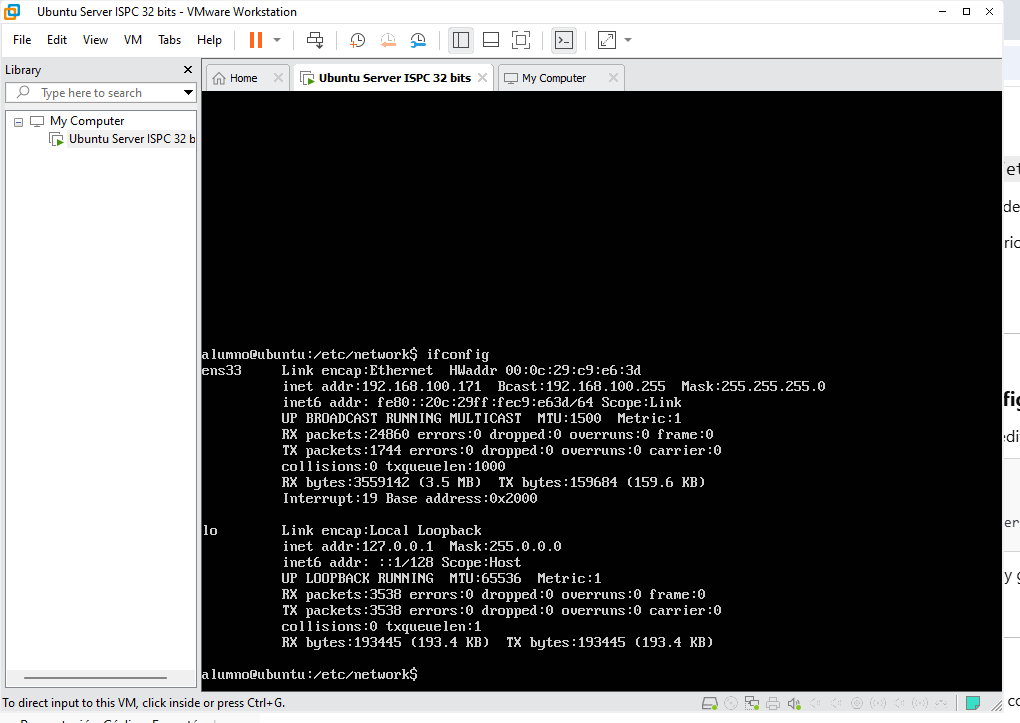 Ubuntu Server ISPC 32 bits - VMware Workstation
File Edit View VM Tabs Help
Library
Home
Ubuntu Server ISPC 32 bits
My Computer
Type here to search
My Computer
Ubuntu Server ISPC 32 b
alumno@ubuntu:/etc/network$ ifconfig
ens33 Link encap:Ethernet HWaddr 00:0c:29:c9:e6:3d
inet addr:192.168.100.171 Bcast:192.168.100.255 Mask:255.255.255.0
inet6 addr: fe80::20c:29ff:fec9:e63d/64 Scope:Link
UP BROADCAST RUNNING MULTICAST MTU:1500 Metric:1
RX packets:24860 errors:0 dropped:0 overruns:0 frame:0
TX packets:1744 errors:0 dropped:0 overruns:0 carrier:0
collisions:0 txqueuelen:1000
RX bytes:3559142 (3.5 MB) TX bytes:159684 (159.6 KB)
Interrupt:19 Base address:0x2000
lo Link encap:Local Loopback
inet addr:127.0.0.1 Mask:255.0.0.0
inet6 addr: ::1/128 Scope:Host
UP LOOPBACK RUNNING MTU:65536 Metric:1
RX packets:3538 errors:0 dropped:0 overruns:0 frame:0
TX packets:3538 errors:0 dropped:0 overruns:0 carrier:0
collisions:0 txqueuelen:1
RX bytes:193445 (193.4 KB) TX bytes:193445 (193.4 KB)
alumno@ubuntu:/etc/network$
To direct input to this VM, click inside or press Ctrl+G.